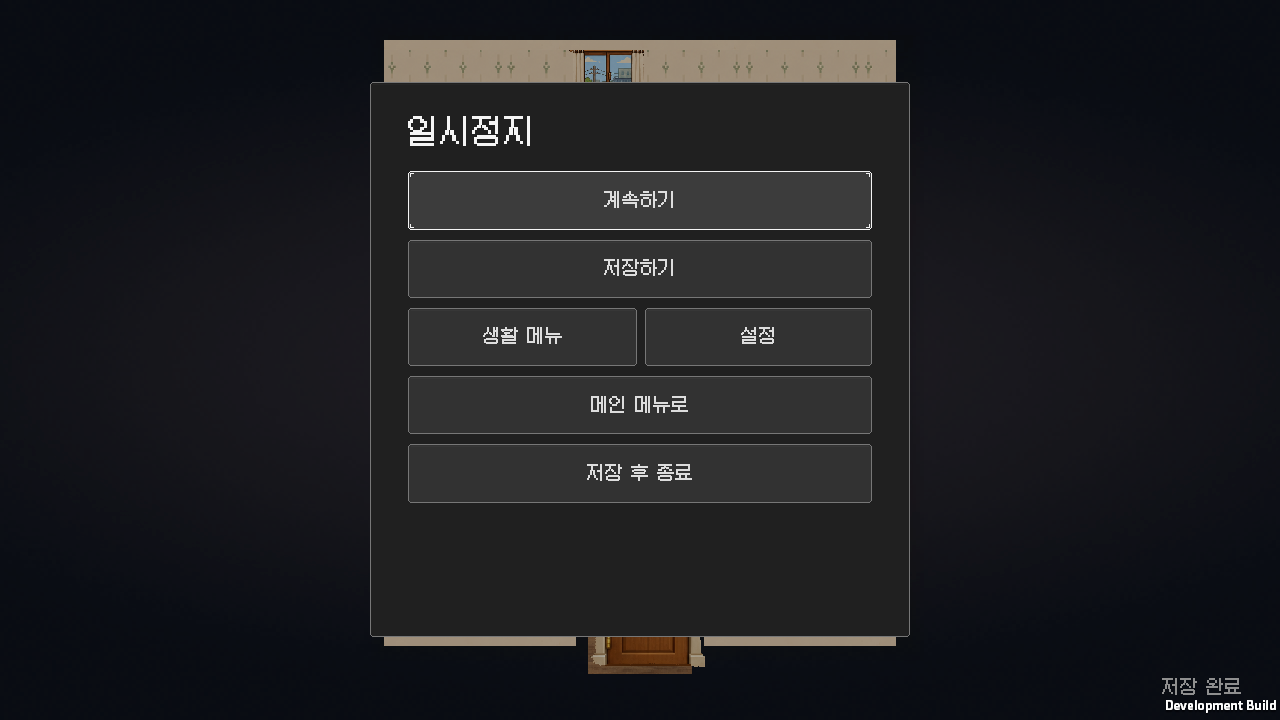 일시정지
계속하기
저장하기
생활 메뉴
설정
메인 메뉴로
저장 후 종료
저장 완료
Development Build